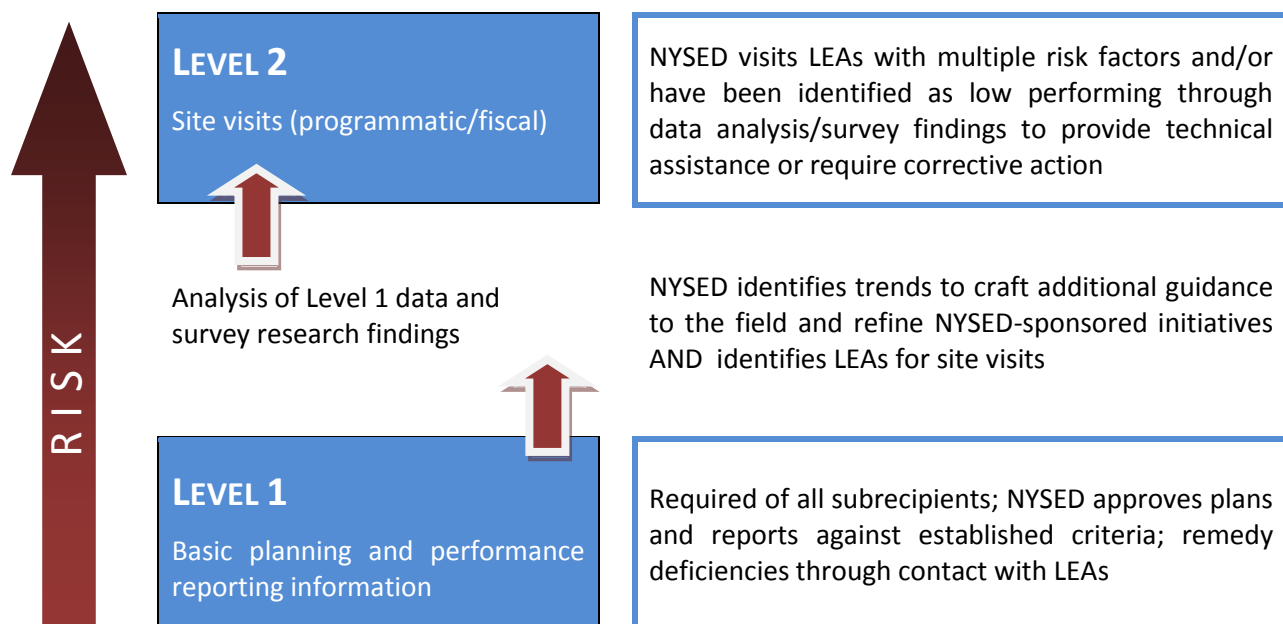 LEVEL 2
Site visits (programmatic/fiscal)
NYSED visits LEAs with multiple risk factors and/or
have been identified as low performing through
data analysis/survey findings to provide technical
assistance or require corrective action
Analysis of Level 1 data and
survey research findings
NYSED identifies trends to craft additional guidance
to the field and refine NYSED-sponsored initiatives
AND identifies LEAs for site visits
RISK
LEVEL 1
Basic planning and performance
reporting information
Required of all subrecipients; NYSED approves plans
and reports against established criteria; remedy
deficiencies through contact with LEAs